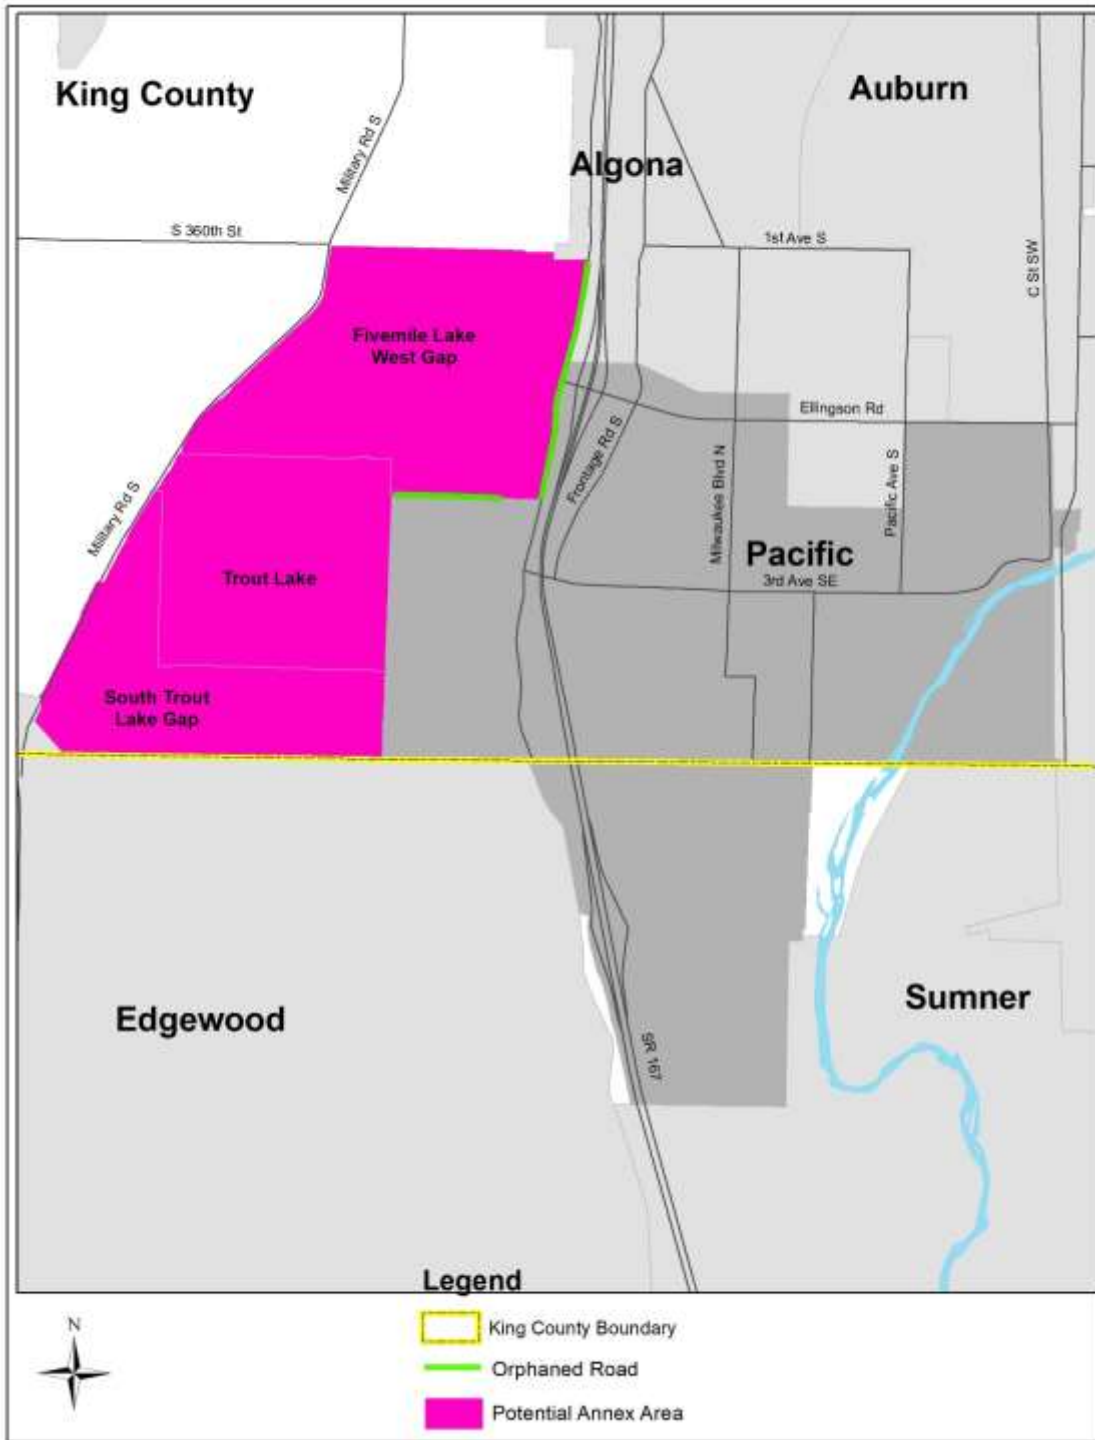 King County
Auburn
Military Rd S
Algona
S 360th St
1st Ave S
C St SW
Fivemile Lake
West Gap
Ellingson Rd
Frontage Rd S
Milwaukee Blvd N
Pacific Ave S
Military Rd S
Pacific
Trout Lake
3rd Ave SE
South Trout
Lake Gap
Edgewood
Sumner
SR 167
Legend
N
King County Boundary
Orphaned Road
Potential Annex Area